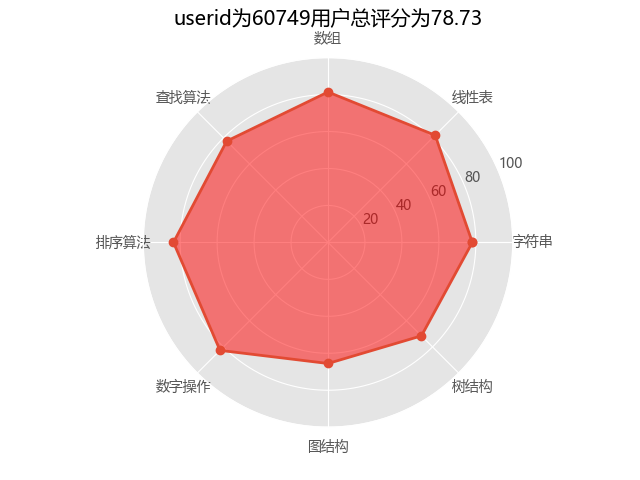 userid为60749用户总评分为78.73
数组
查找算法
线性表
100
80
60
40
20
排序算法
字符串
数字操作
树结构
图结构